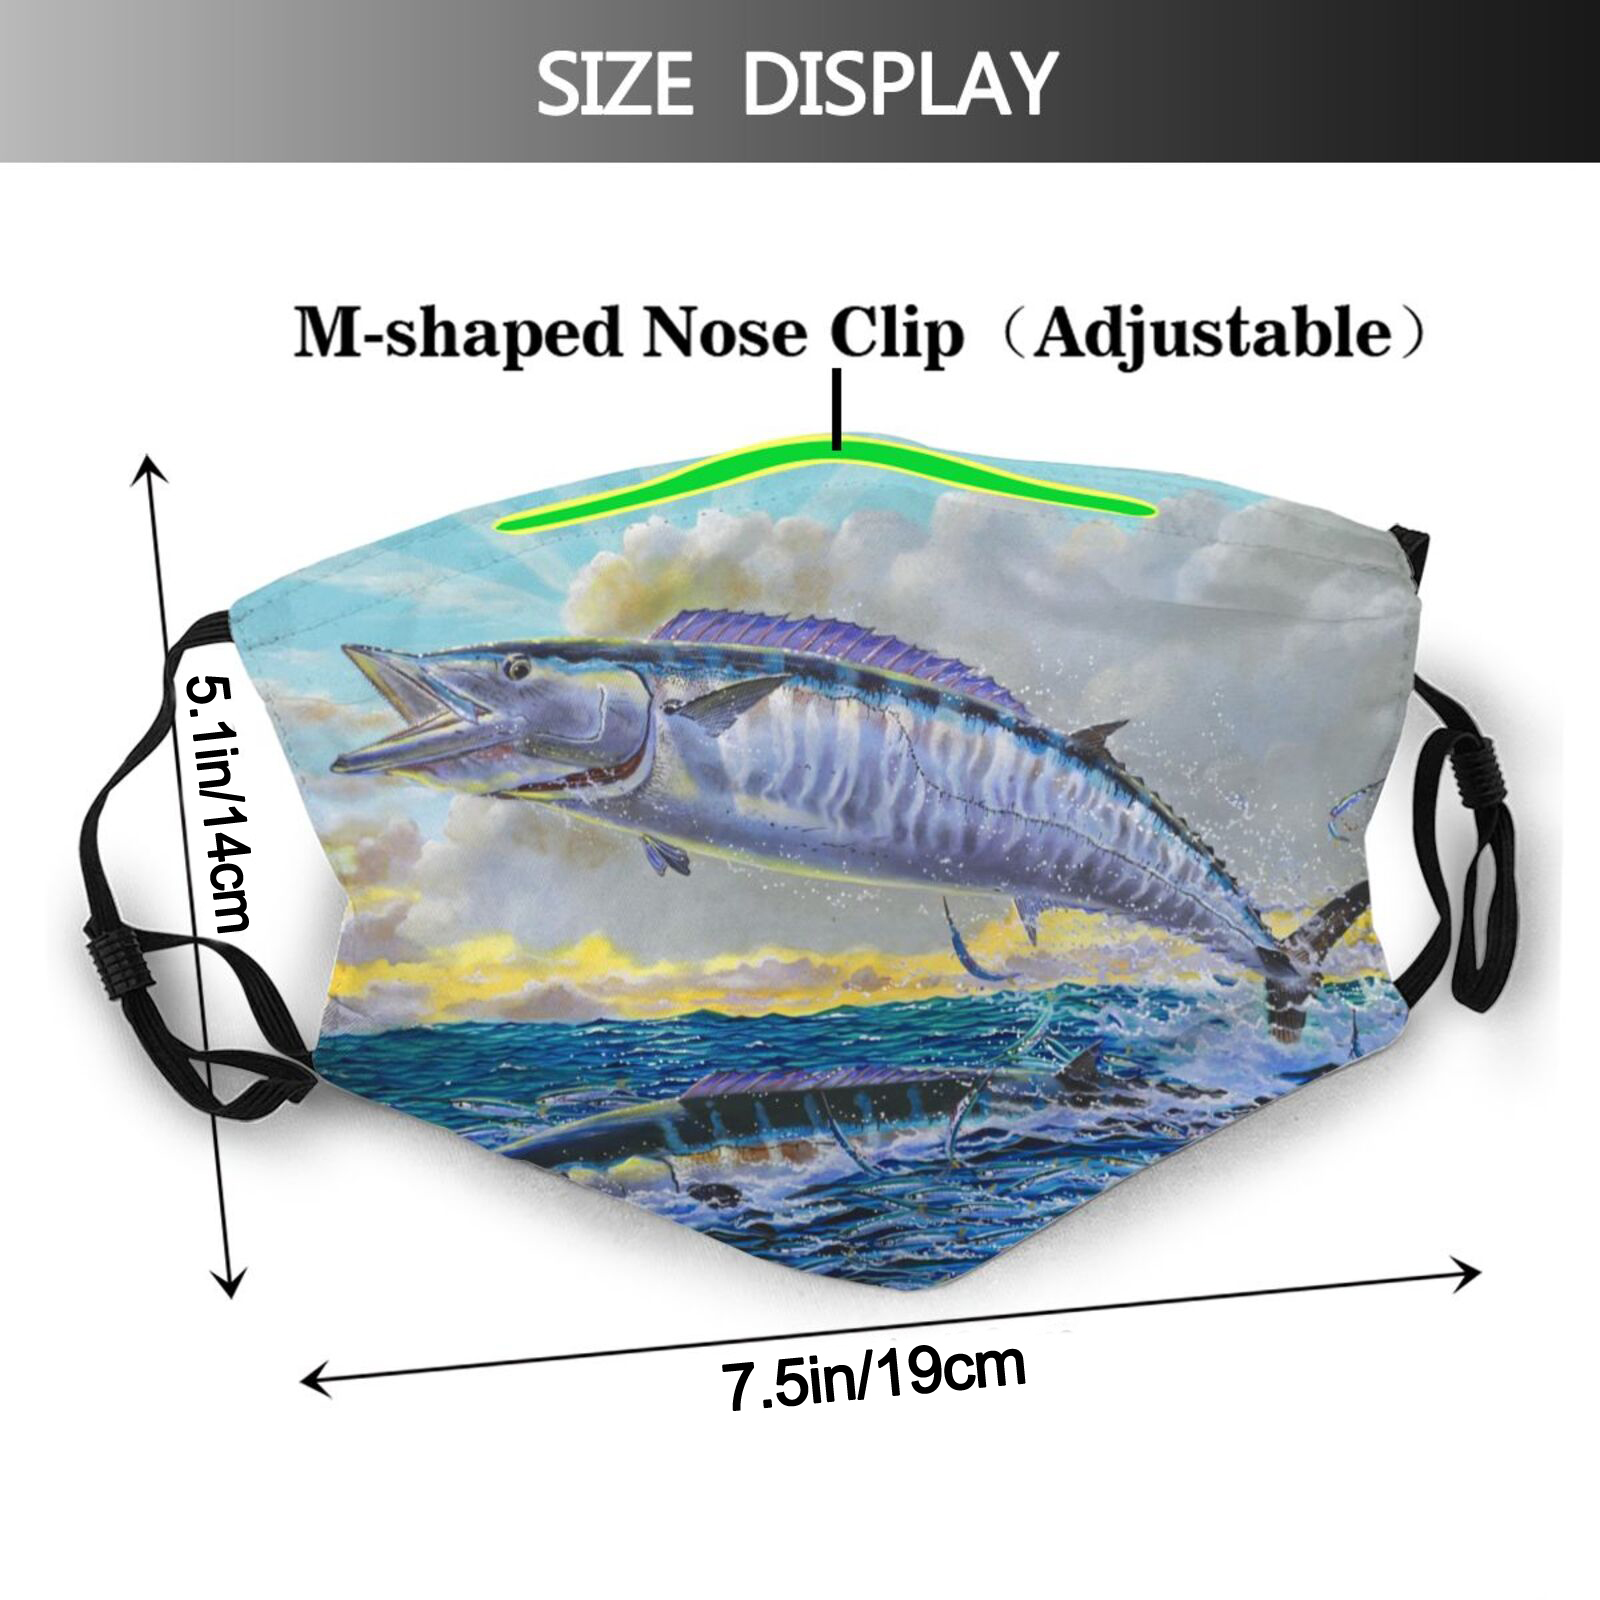 SIZE DISPLAY
M-shaped Nose Clip（Adjustable）
5.1in/14cm
7.5in/19cm